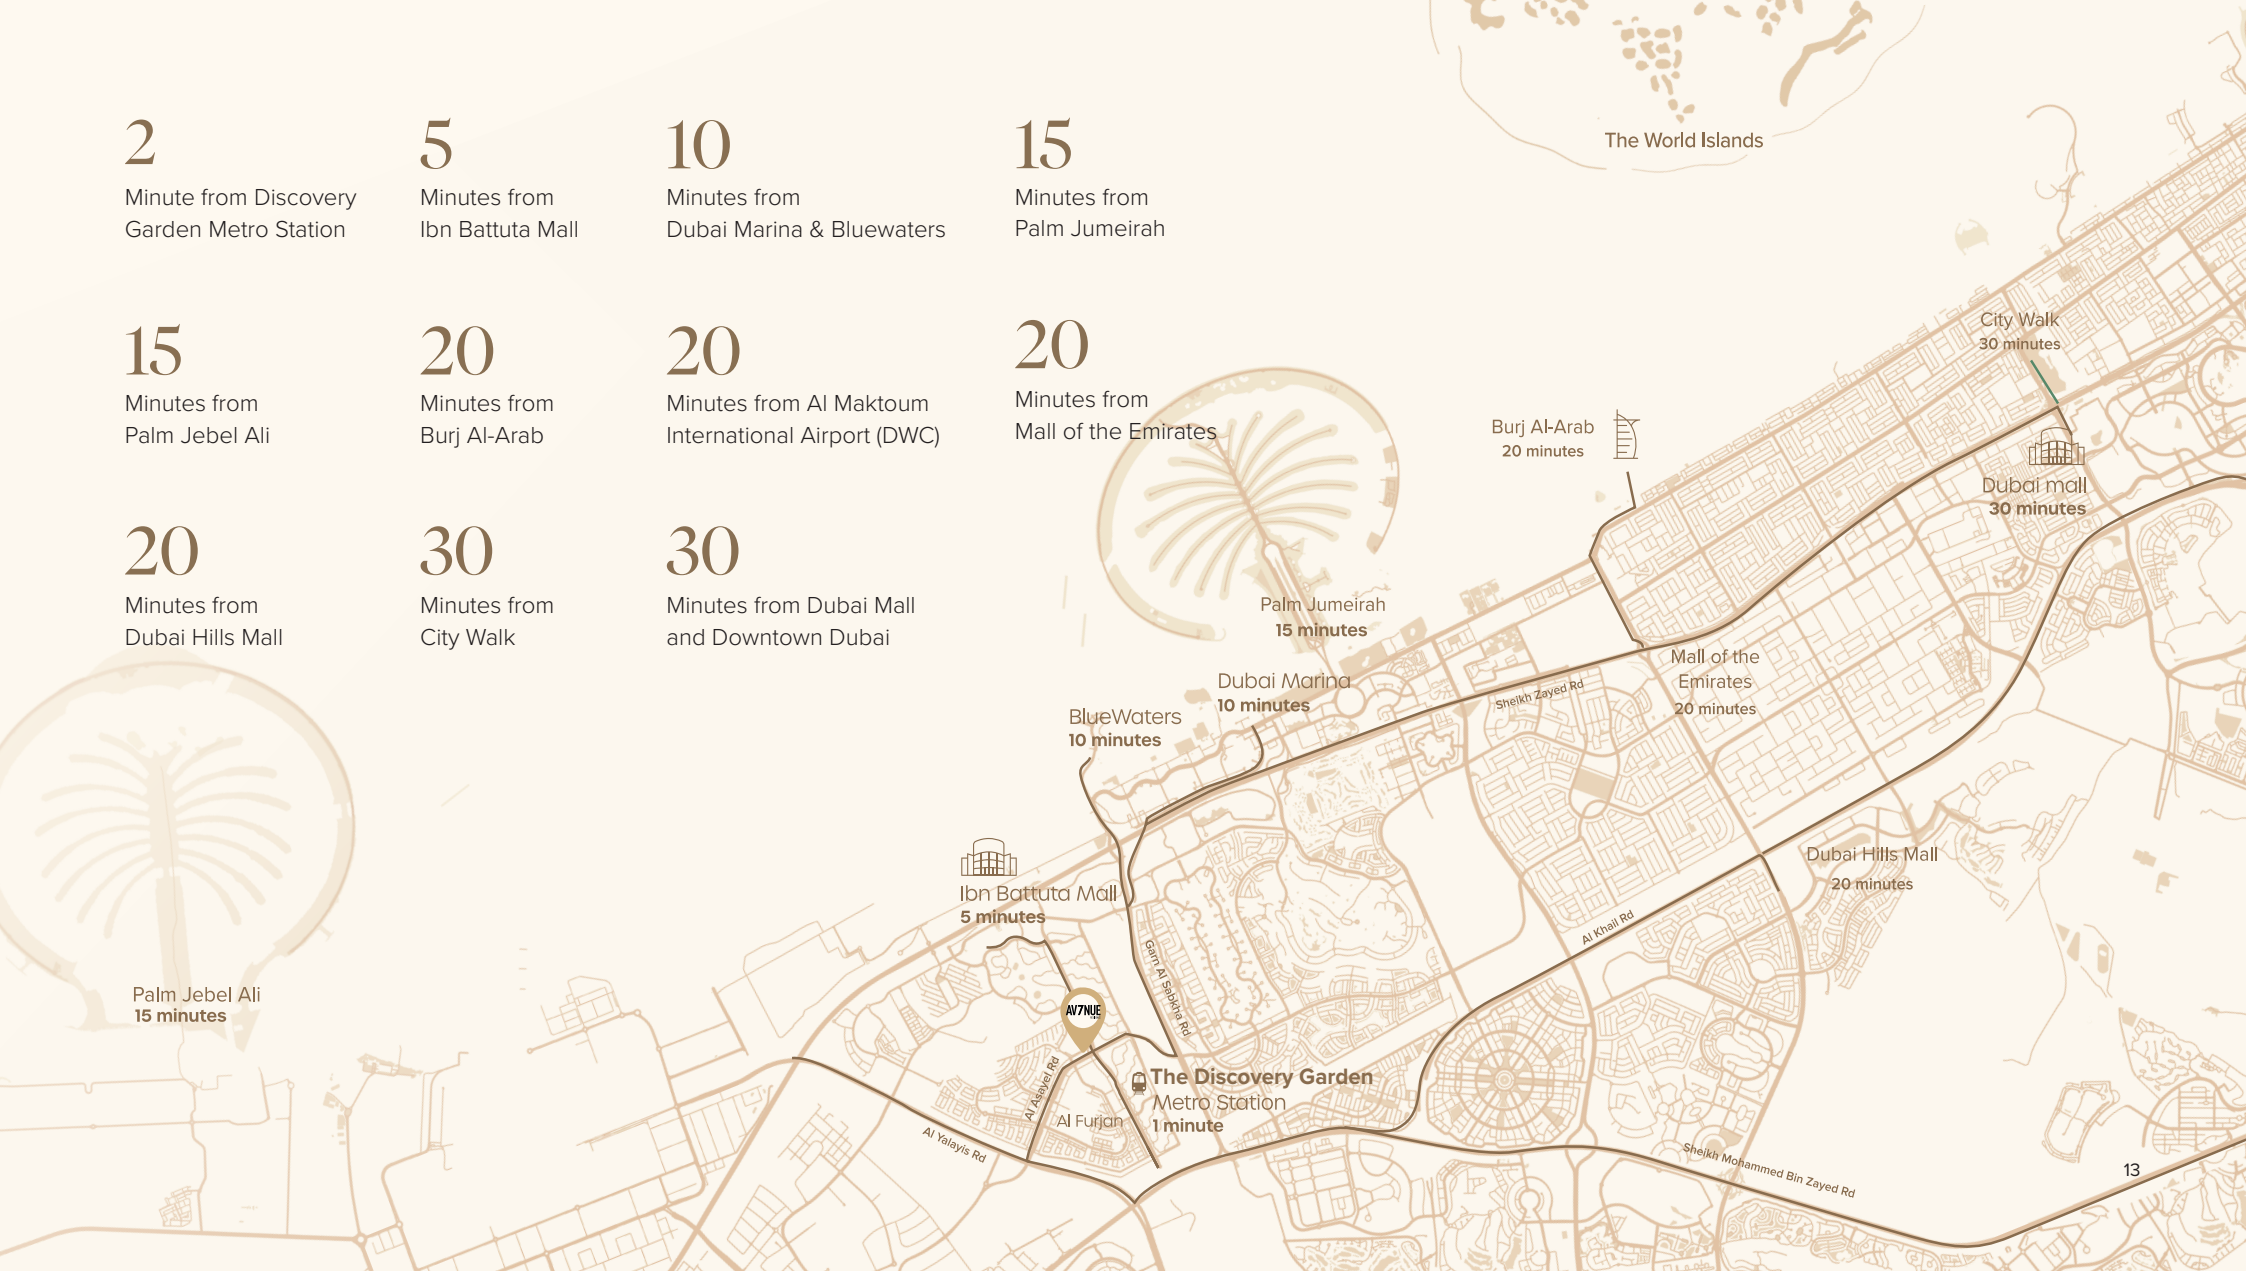 2
Minute from Discovery
Garden Metro Station
5
Minutes from
Ibn Battuta Mall
10
Minutes from
Dubai Marina & Bluewaters
15
Minutes from
Palm Jumeirah
15
Minutes from
Palm Jebel Ali
20
Minutes from
Burj Al-Arab
20
Minutes from Al Maktoum
International Airport (DWC)
20
Minutes from
Mall of the Emirates
20
Minutes from
Dubai Hills Mall
30
Minutes from
City Walk
30
Minutes from Dubai Mall
and Downtown Dubai
The World Islands
City Walk
30 minutes
Burj Al-Arab
20 minutes
Dubai mall
30 minutes
Palm Jumeirah
15 minutes
Mall of the
Emirates
20 minutes
Dubai Marina
10 minutes
Sheikh Zayed Rd
BlueWaters
10 minutes
Dubai Hills Mall
20 minutes
Ibn Battuta Mall
5 minutes
Al Khail Rd
Garn Al Sabkha Rd
Palm Jebel Ali
15 minutes
AV7NUE
Al Asayel Rd
The Discovery Garden
Metro Station
1 minute
Al Furjan
Al Yalayis Rd
Sheikh Mohammed Bin Zayed Rd
13